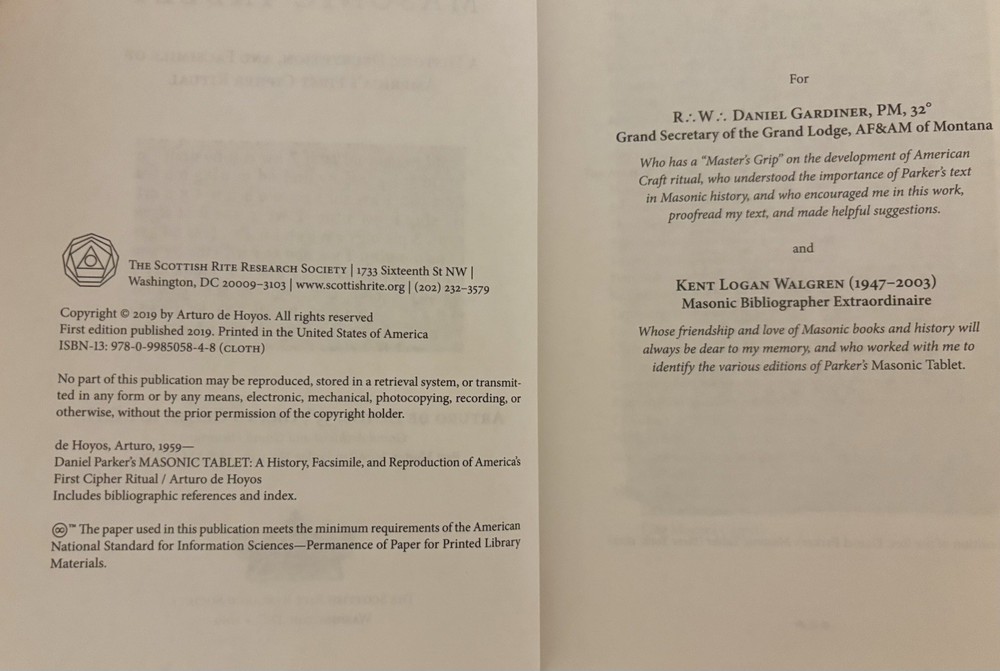 THE SCOTTISH RITE RESEARCH SOCIETY | 1733 Sixteenth St NW |
Washington, DC 20009–3103 | www.scottishrite.org | (202) 232–3579
Copyright © 2019 by Arturo de Hoyos. All rights reserved
First edition published 2019. Printed in the United States of America
ISBN-13: 978-0-9985058-4-8 (CLOTH)
No part of this publication may be reproduced, stored in a retrieval system, or transmit-
ted in any form or by any means, electronic, mechanical, photocopying, recording, or
otherwise, without the prior permission of the copyright holder.
de Hoyos, Arturo, 1959—
Daniel Parker's MASONIC TABLET: A History, Facsimile, and Reproduction of America's
First Cipher Ritual / Arturo de Hoyos
Includes bibliographic references and index.
♾™ The paper used in this publication meets the minimum requirements of the American
National Standard for Information Sciences—Permanence of Paper for Printed Library
Materials.
For
R∴W∴ DANIEL GARDINER, PM, 32°
Grand Secretary of the Grand Lodge, AF&AM of Montana
Who has a "Master's Grip" on the development of American
Craft ritual, who understood the importance of Parker's text
in Masonic history, and who encouraged me in this work,
proofread my text, and made helpful suggestions.
and
KENT LOGAN WALGREN (1947–2003)
Masonic Bibliographer Extraordinaire
Whose friendship and love of Masonic books and history will
always be dear to my memory, and who worked with me to
identify the various editions of Parker's Masonic Tablet.